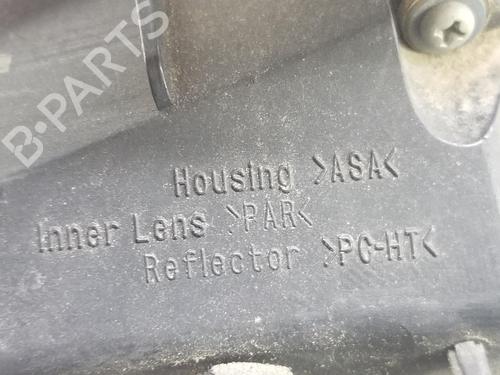 B-PARTS
Housing >ASA<
Inner Lens >PAR<
Reflector >PC-HT<